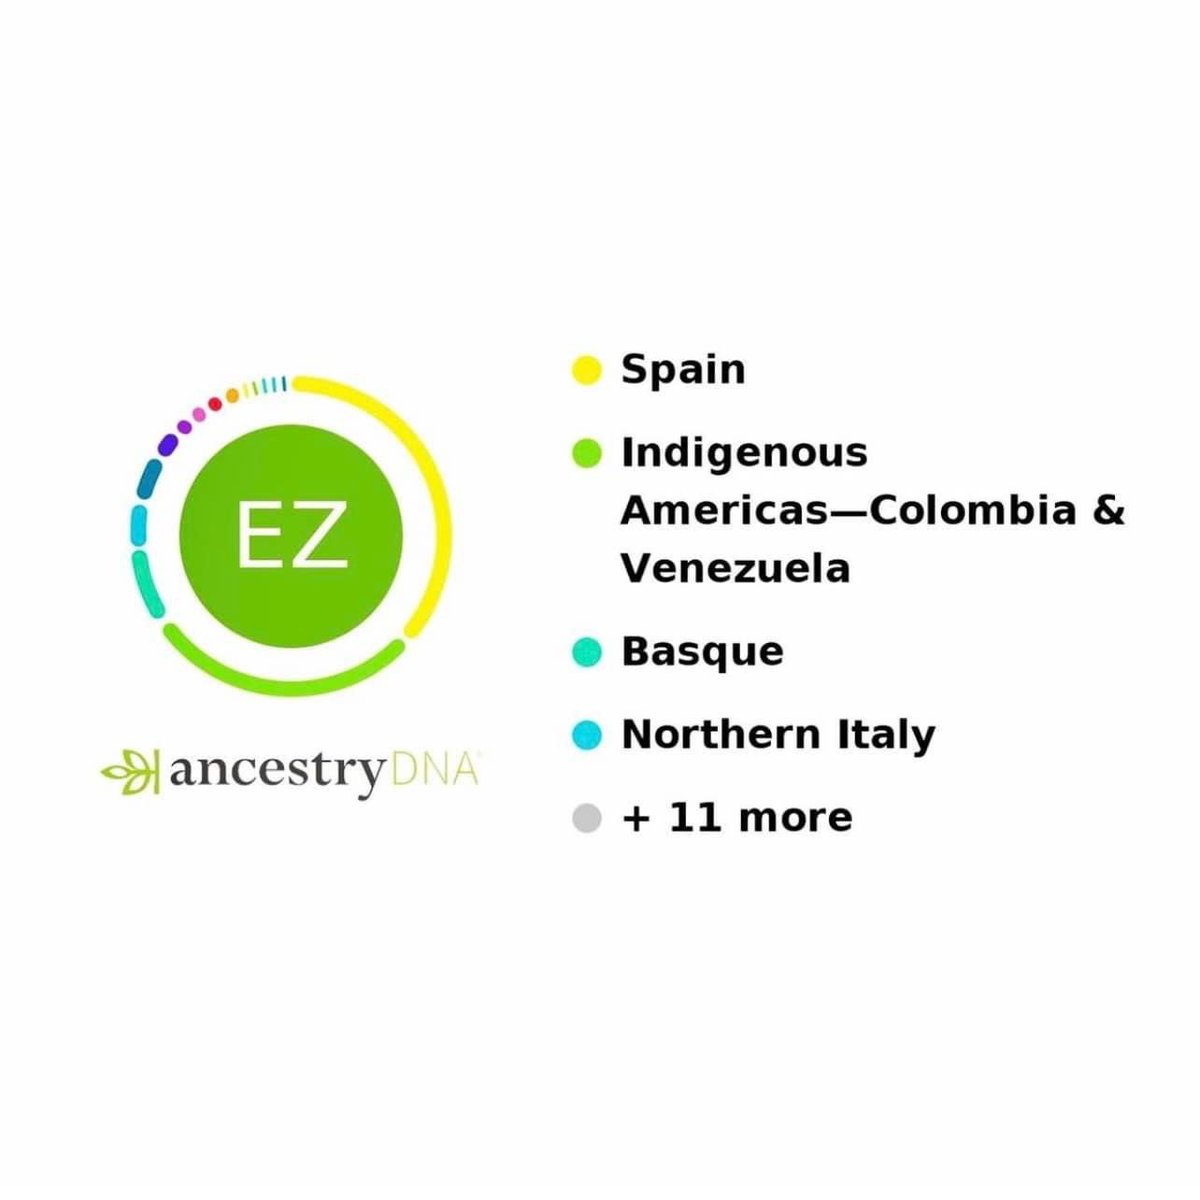 EZ
ancestryDNA
Spain
Indigenous
Americas—Colombia &
Venezuela
Basque
Northern Italy
+ 11 more